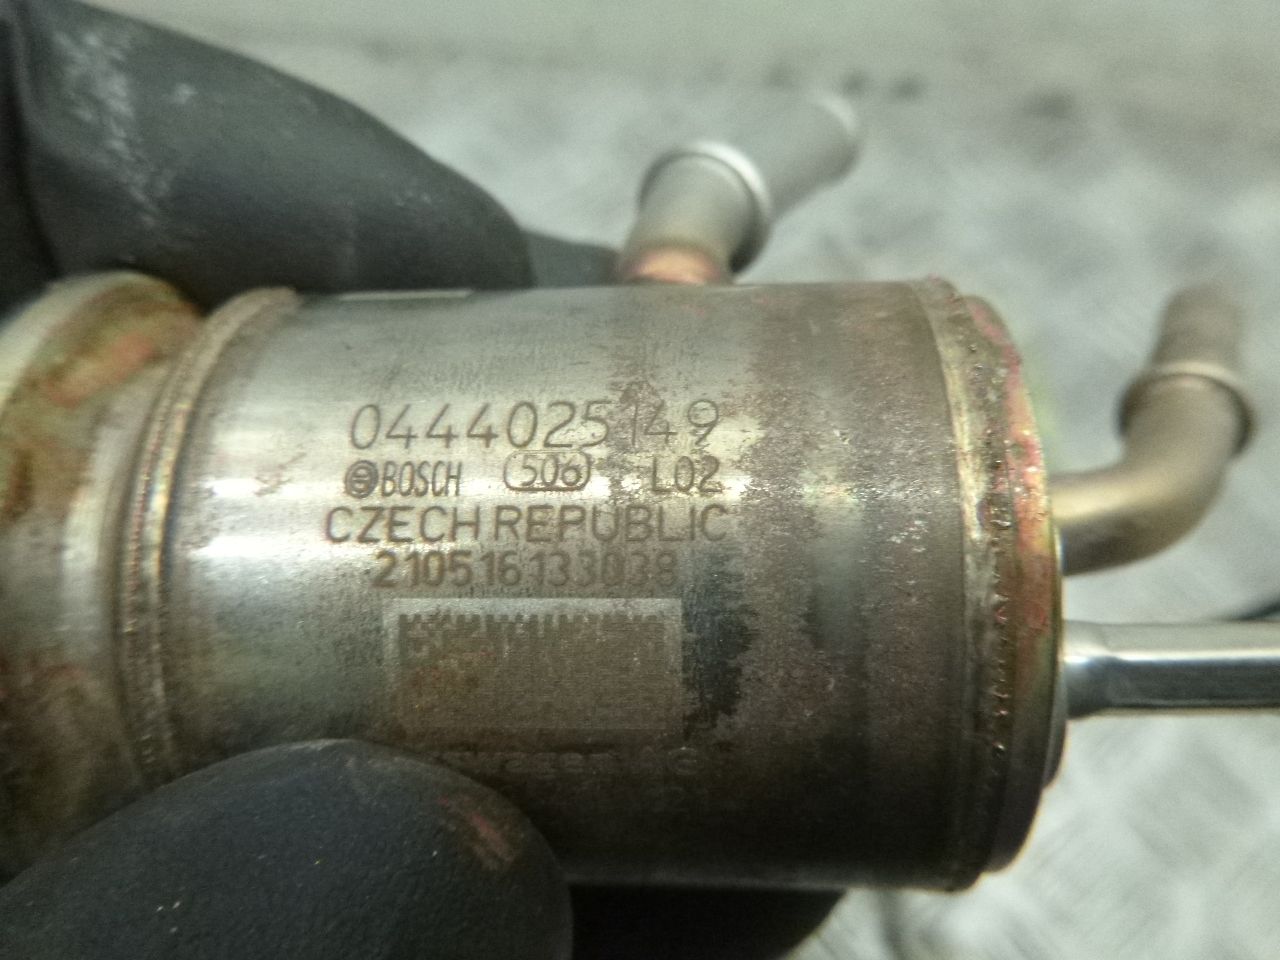 0444025149
BOSCH 506 L02
CZECH REPUBLIC
210516133038